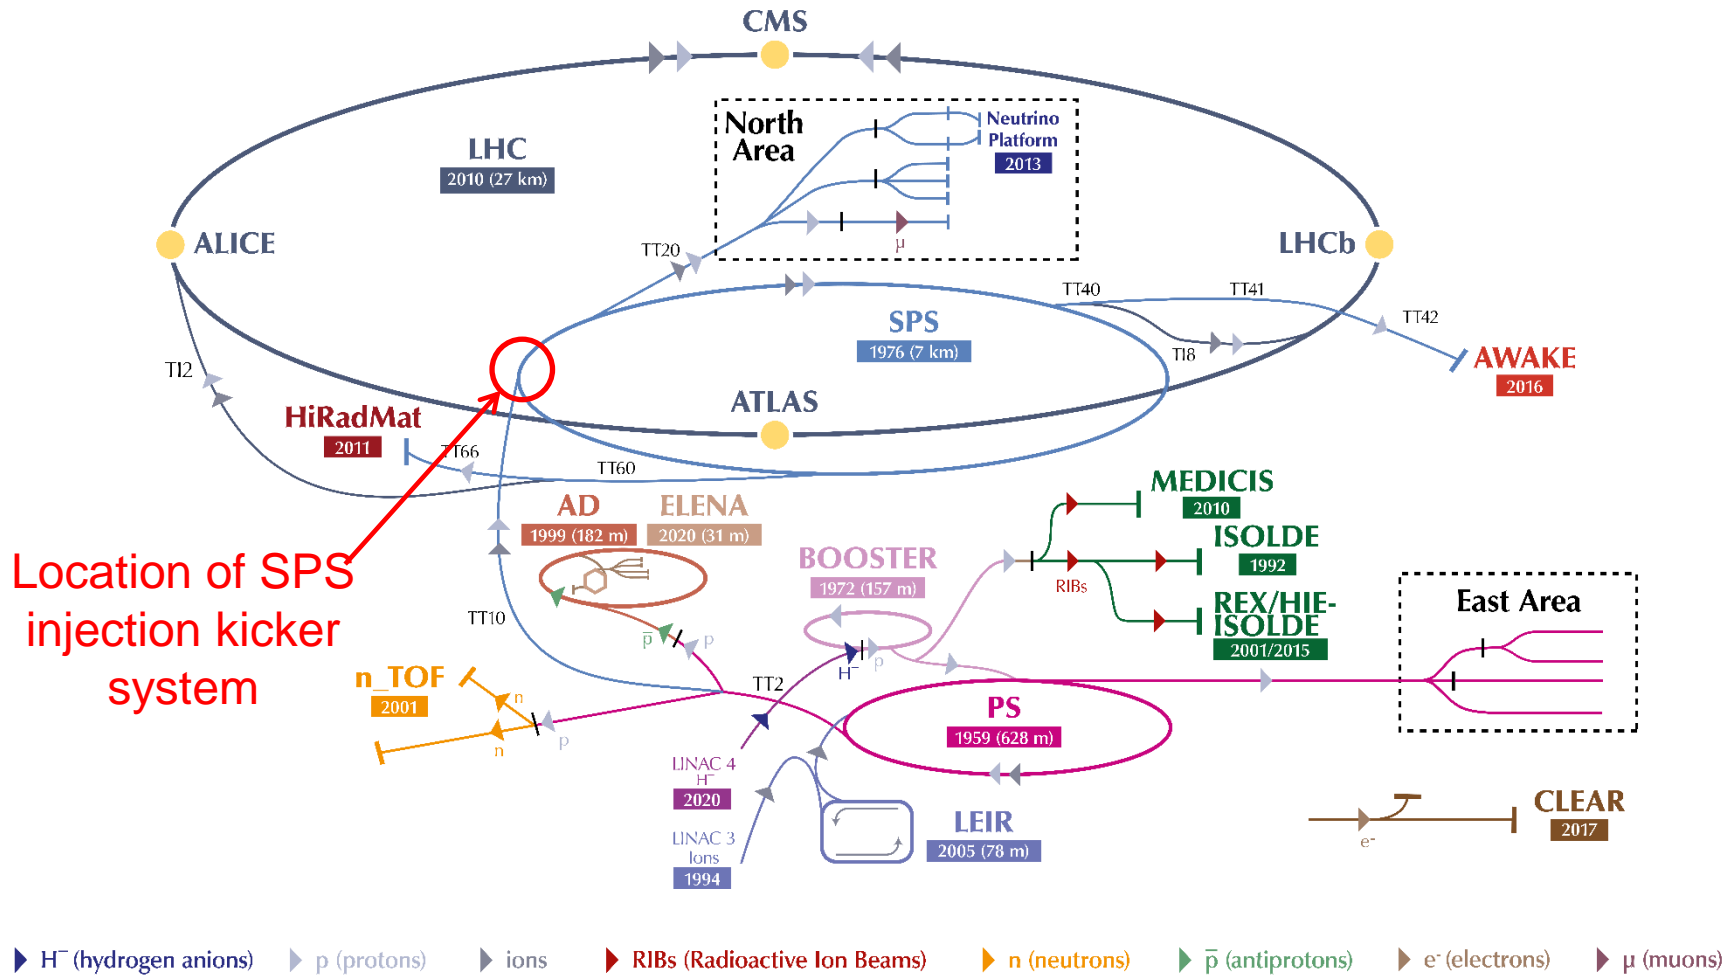 CMS
North
Area
Neutrino
Platform
2013
LHC
2010 (27 km)
μ
ALICE
LHCb
TT20
TT40
TT41
TT42
SPS
1976 (7 km)
TI8
AWAKE
2016
TI2
ATLAS
HiRadMat
2011
TT66
TT60
MEDICIS
2010
AD
1999 (182 m)
ELENA
2020 (31 m)
ISOLDE
1992
BOOSTER
1972 (157 m)
RIBs
Location of SPS
injection kicker
system
East Area
REX/HIE-
ISOLDE
2001/2015
TT10
p̅
p
H⁻
p
n_TOF
2001
TT2
n
n
p
PS
1959 (628 m)
LINAC 4
H⁻
2020
CLEAR
2017
LEIR
2005 (78 m)
LINAC 3
Ions
1994
e⁻
H⁻ (hydrogen anions)
p (protons)
ions
RIBs (Radioactive Ion Beams)
n (neutrons)
p̅ (antiprotons)
e⁻ (electrons)
μ (muons)